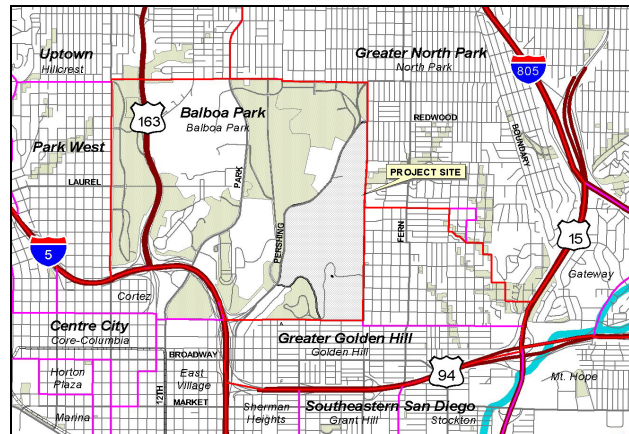 Uptown
Hillcrest
Greater North Park
North Park
805
163
Balboa Park
Balboa Park
REDWOOD
BOUNDARY
Park West
LAUREL
PARK
PROJECT SITE
PERSHING
FERN
5
15
Gateway
Cortez
Centre City
Core-Columbia
Greater Golden Hill
Golden Hill
BROADWAY
94
Horton
Plaza
East
Village
12TH
MARKET
Mt. Hope
Marina
Sherman
Heights
Southeastern San Diego
Grant Hill
Stockton